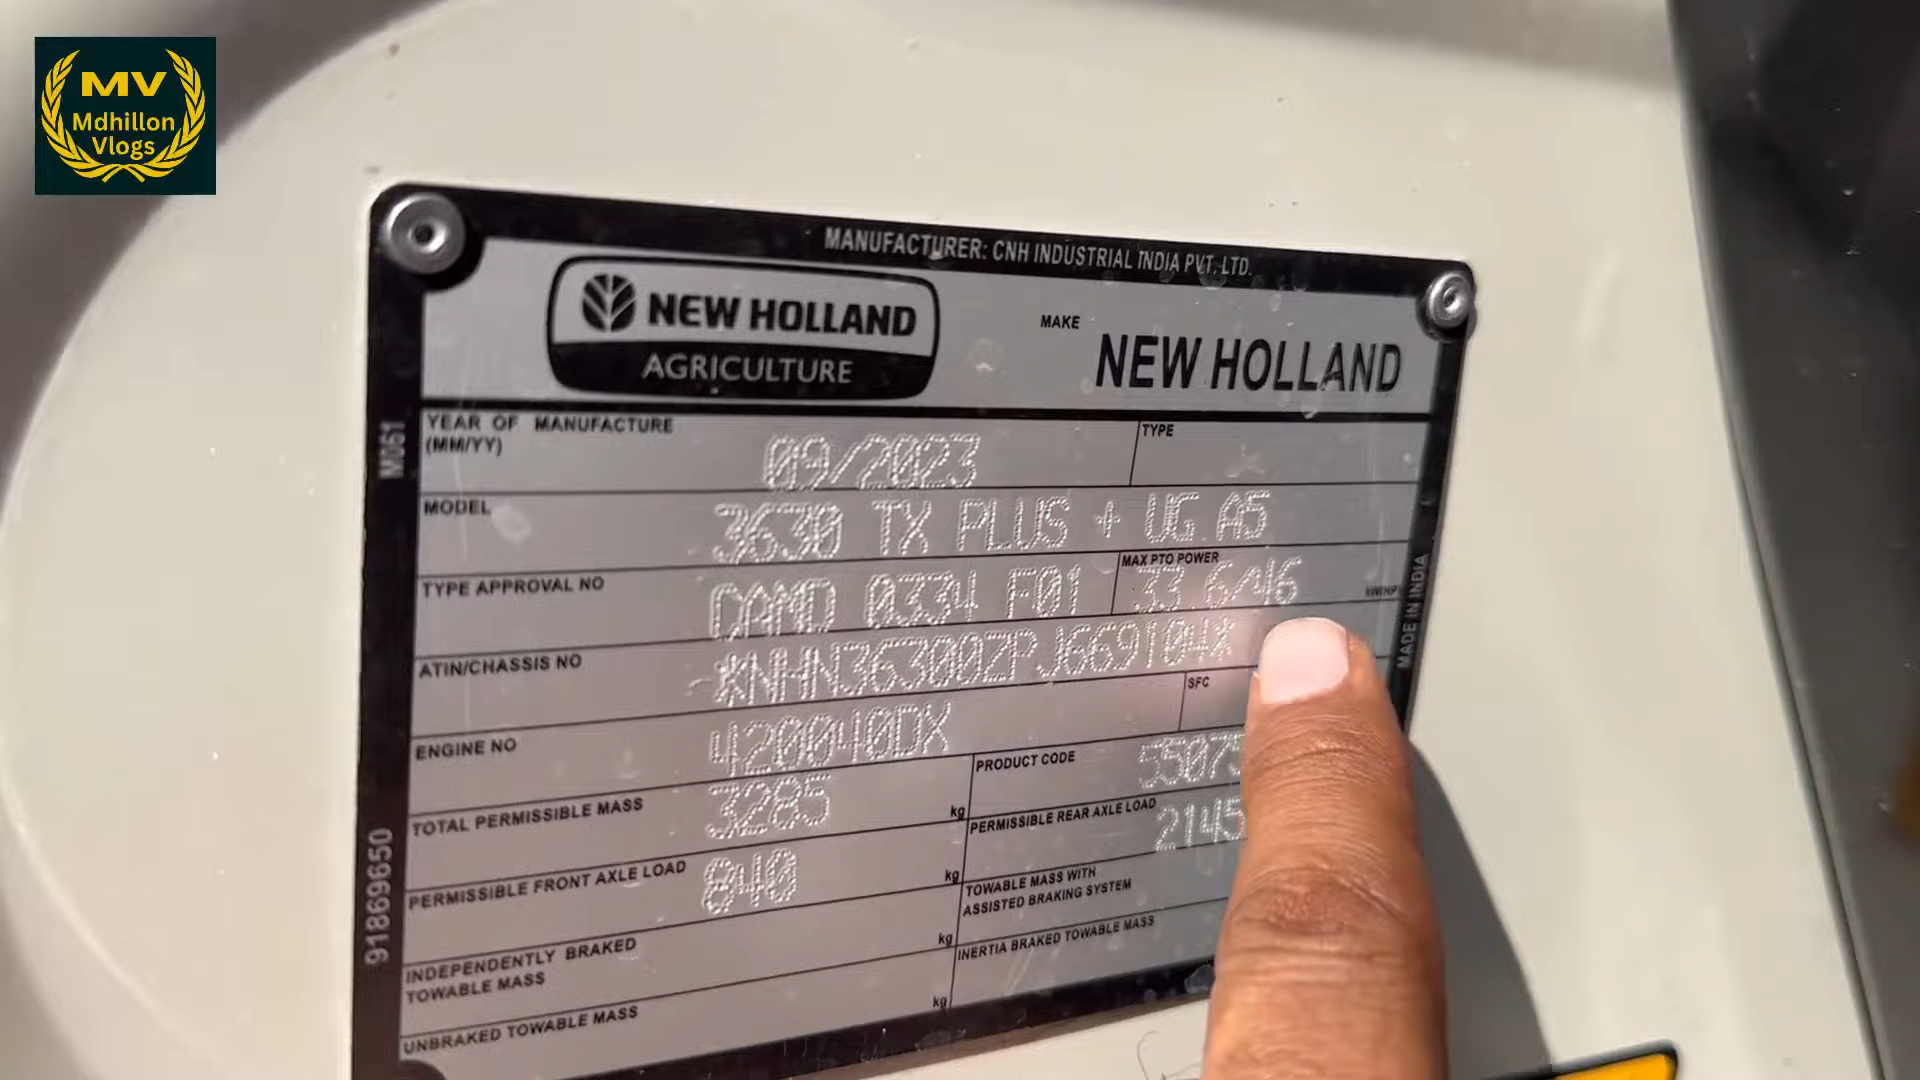 MV
Mdhillon
Vlogs
MANUFACTURER: CNH INDUSTRIAL INDIA PVT. LTD.
NEW HOLLAND
AGRICULTURE
MAKE
NEW HOLLAND
M061
YEAR OF MANUFACTURE
(MM/YY)
09/2023
TYPE
MODEL
3630 TX PLUS + UG A5
TYPE APPROVAL NO
DAMD 0334 F01
MAX PTO POWER
33.6/46
MADE IN INDIA
ATIN/CHASSIS NO
*NHN36300ZPJ669104*
ENGINE NO
420040DX
SFC
TOTAL PERMISSIBLE MASS
3285 kg
PRODUCT CODE
PERMISSIBLE FRONT AXLE LOAD
840 kg
PERMISSIBLE REAR AXLE LOAD
2145
INDEPENDENTLY BRAKED
TOWABLE MASS
kg
TOWABLE MASS WITH
ASSISTED BRAKING SYSTEM
UNBRAKED TOWABLE MASS
kg
INERTIA BRAKED TOWABLE MASS
91869650